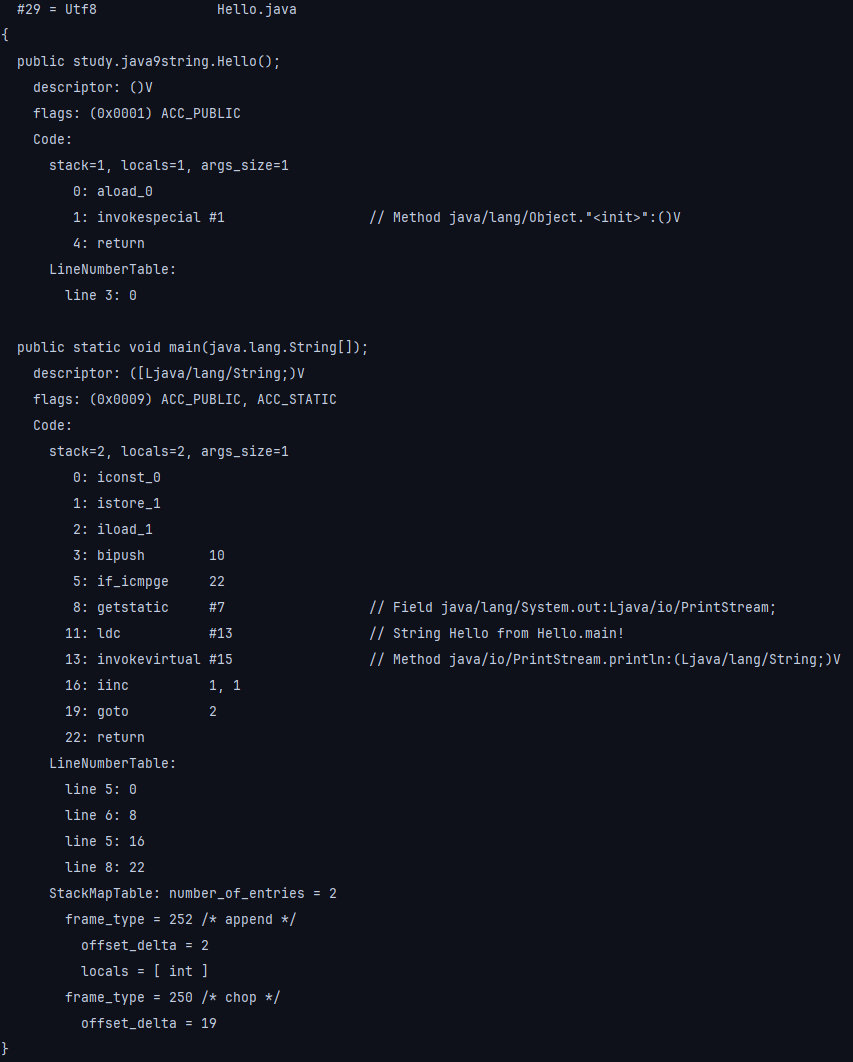 #29 = Utf8               Hello.java
{
  public study.java9string.Hello();
    descriptor: ()V
    flags: (0x0001) ACC_PUBLIC
    Code:
      stack=1, locals=1, args_size=1
         0: aload_0
         1: invokespecial #1                  // Method java/lang/Object."<init>":()V
         4: return
      LineNumberTable:
        line 3: 0

  public static void main(java.lang.String[]);
    descriptor: ([Ljava/lang/String;)V
    flags: (0x0009) ACC_PUBLIC, ACC_STATIC
    Code:
      stack=2, locals=2, args_size=1
         0: iconst_0
         1: istore_1
         2: iload_1
         3: bipush        10
         5: if_icmpge     22
         8: getstatic     #7                  // Field java/lang/System.out:Ljava/io/PrintStream;
        11: ldc           #13                 // String Hello from Hello.main!
        13: invokevirtual #15                 // Method java/io/PrintStream.println:(Ljava/lang/String;)V
        16: iinc          1, 1
        19: goto          2
        22: return
      LineNumberTable:
        line 5: 0
        line 6: 8
        line 5: 16
        line 8: 22
      StackMapTable: number_of_entries = 2
        frame_type = 252 /* append */
          offset_delta = 2
          locals = [ int ]
        frame_type = 250 /* chop */
          offset_delta = 19
}